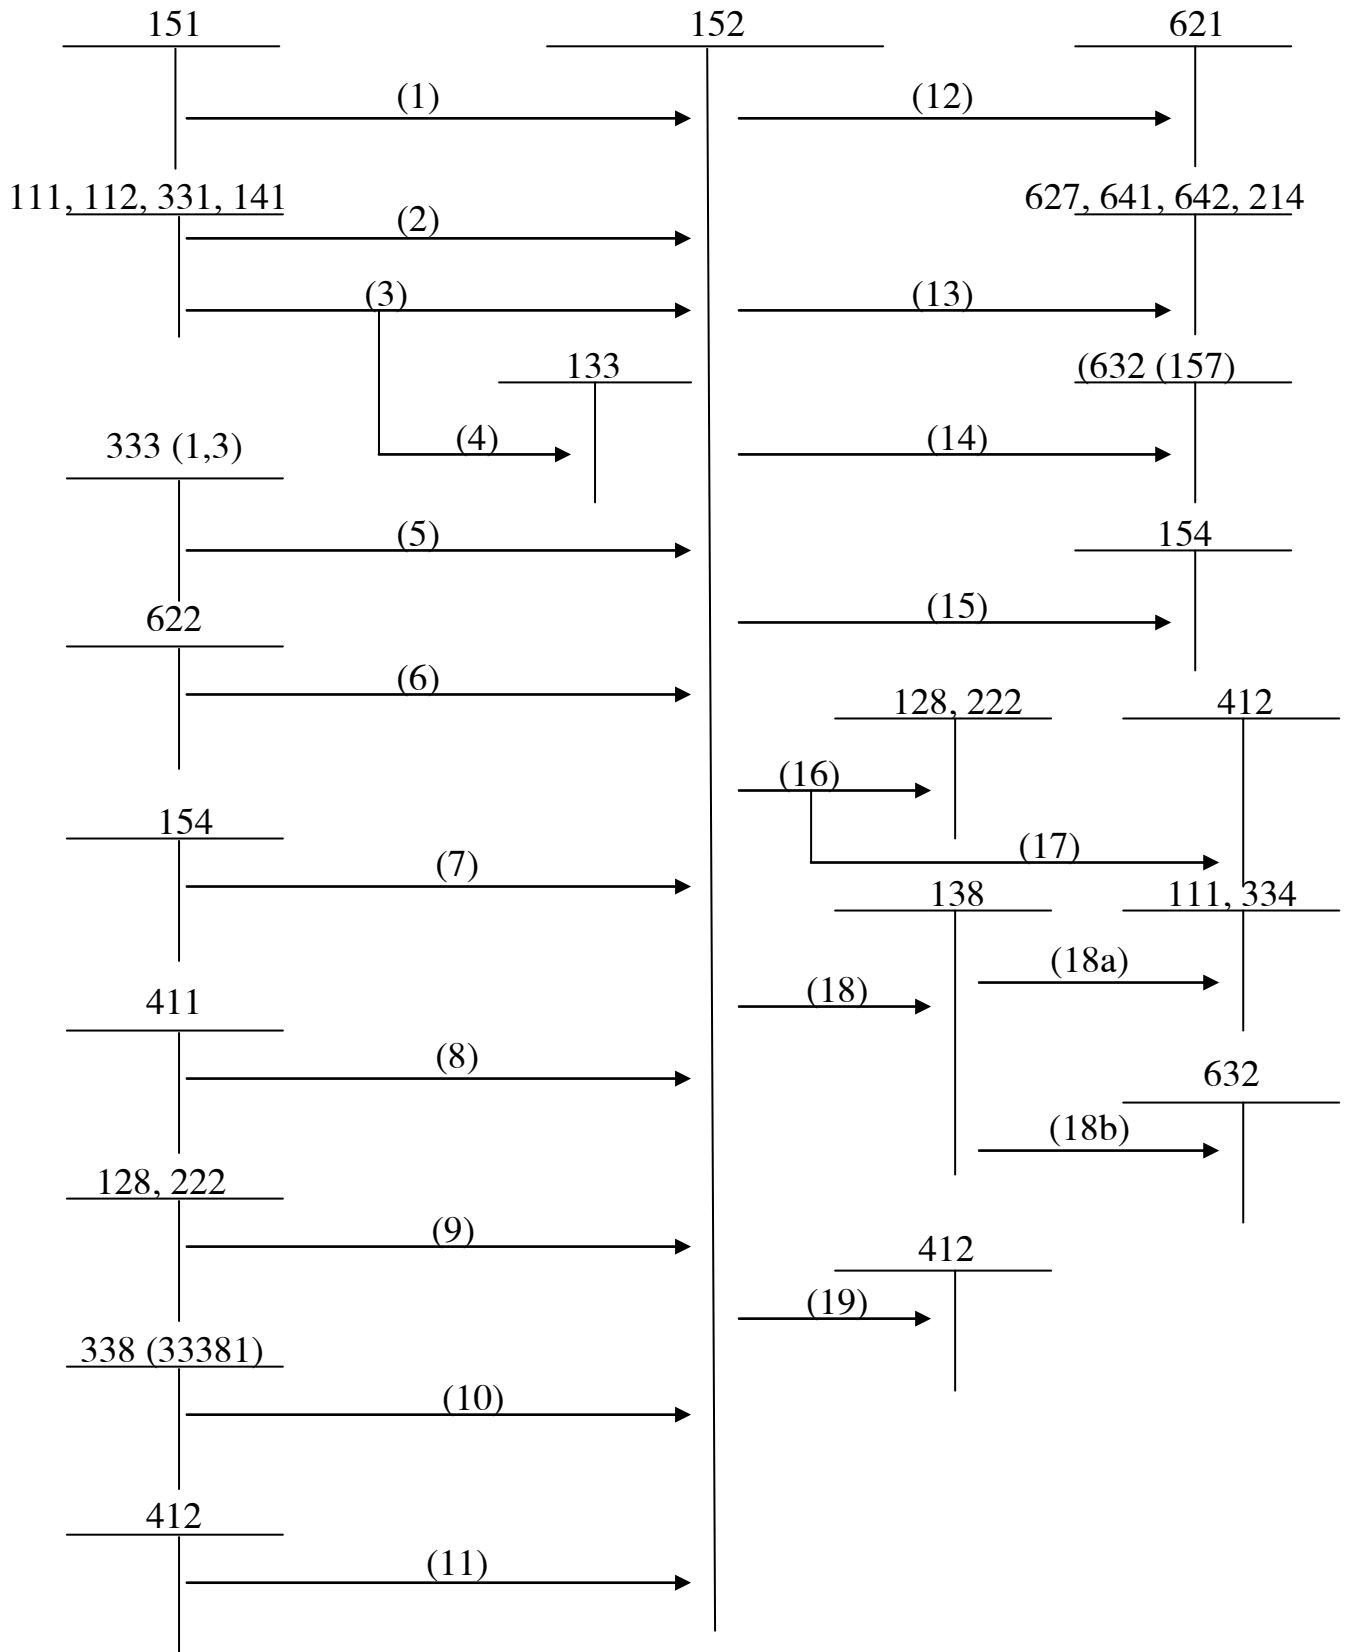 151 152 621
(1) (12)
111, 112, 331, 141 627, 641, 642, 214
(2)
(3) (13)
133 (632 (157)
333 (1,3) (4) (14)
(5) 154
622 (15)
(6) 128, 222 412
(16)
154 (17)
(7) 138 111, 334
(18a)
411 (18)
(8) 632
(18b)
128, 222
(9) 412
(19)
338 (33381)
(10)
412
(11)